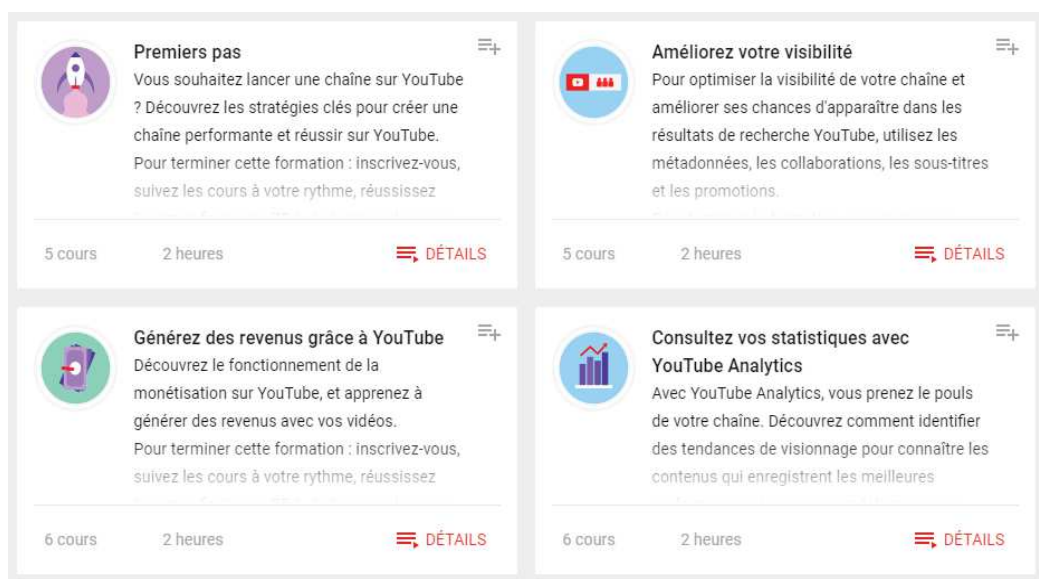 Premiers pas
Vous souhaitez lancer une chaîne sur YouTube
? Découvrez les stratégies clés pour créer une
chaîne performante et réussir sur YouTube.
Pour terminer cette formation : inscrivez-vous,
suivez les cours à votre rythme, réussissez
5 cours 2 heures DÉTAILS
Améliorez votre visibilité
Pour optimiser la visibilité de votre chaîne et
améliorer ses chances d'apparaître dans les
résultats de recherche YouTube, utilisez les
métadonnées, les collaborations, les sous-titres
et les promotions.
5 cours 2 heures DÉTAILS
Générez des revenus grâce à YouTube
Découvrez le fonctionnement de la
monétisation sur YouTube, et apprenez à
générer des revenus avec vos vidéos.
Pour terminer cette formation : inscrivez-vous,
suivez les cours à votre rythme, réussissez
6 cours 2 heures DÉTAILS
Consultez vos statistiques avec
YouTube Analytics
Avec YouTube Analytics, vous prenez le pouls
de votre chaîne. Découvrez comment identifier
des tendances de visionnage pour connaître les
contenus qui enregistrent les meilleures
6 cours 2 heures DÉTAILS